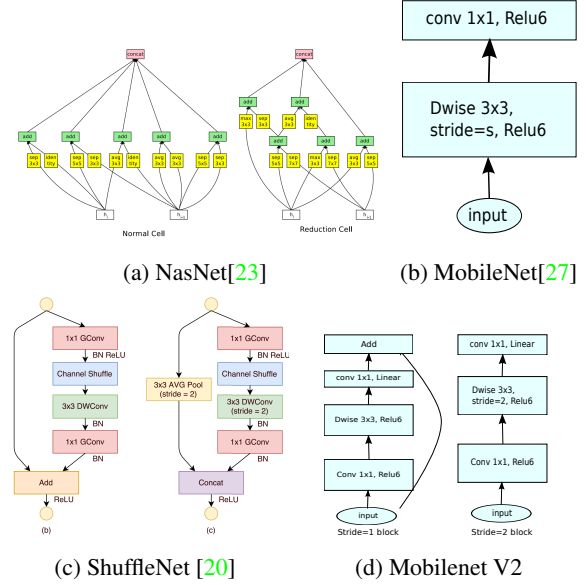 concat
add
add
add
add
add
sep
3x3
iden
tity
sep
5x5
sep
3x3
avg
3x3
iden
tity
avg
3x3
avg
3x3
sep
5x5
sep
3x3
h
i
h
i-1
Normal Cell
concat
add
max
3x3
sep
3x3
add
avg
3x3
iden
tity
add
add
sep
5x5
sep
7x7
max
3x3
sep
7x7
avg
3x3
sep
5x5
h
i
h
i-1
Reduction Cell
(a) NasNet[23]
conv 1x1, Relu6
Dwise 3x3,
stride=s, Relu6
input
(b) MobileNet[27]
1x1 GConv
BN ReLU
Channel Shuffle
3x3 DWConv
BN
1x1 GConv
BN
Add
ReLU
(b)
3x3 AVG Pool
(stride = 2)
1x1 GConv
BN ReLU
Channel Shuffle
3x3 DWConv
(stride = 2)
BN
1x1 GConv
BN
Concat
ReLU
(c)
(c) ShuffleNet [20]
Add
conv 1x1, Linear
Dwise 3x3, Relu6
Conv 1x1, Relu6
input
Stride=1 block
conv 1x1, Linear
Dwise 3x3,
stride=2, Relu6
Conv 1x1, Relu6
input
Stride=2 block
(d) Mobilenet V2